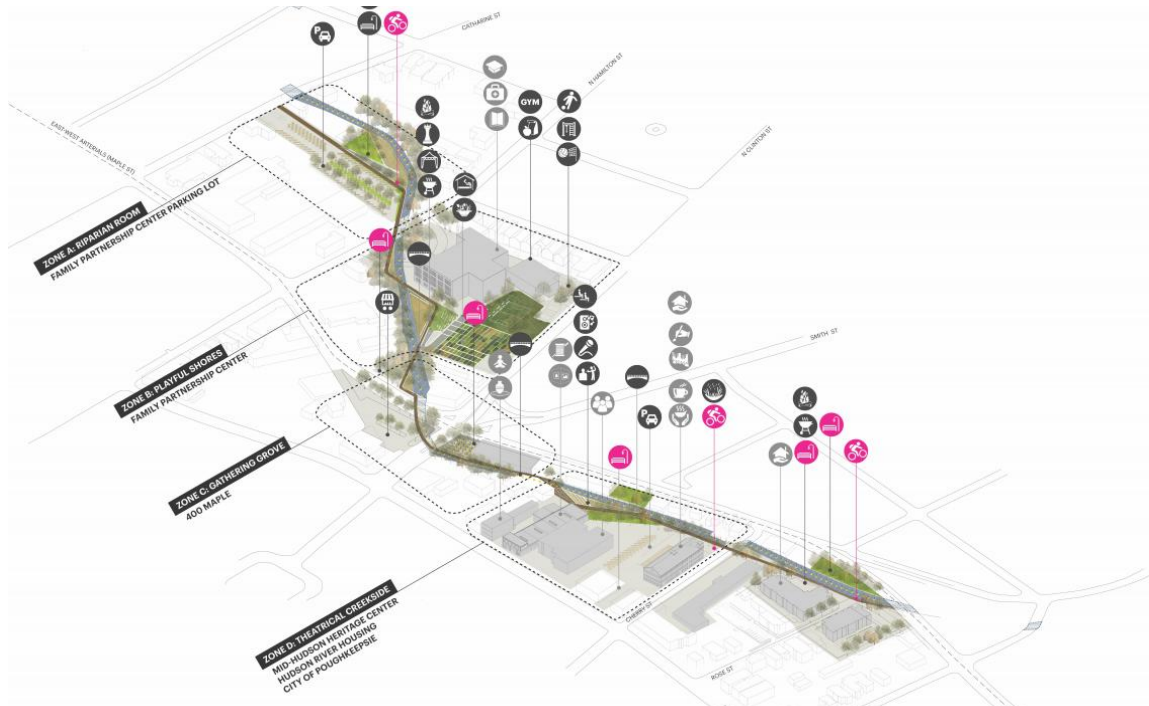 CATHARINE ST
P
N HAMILTON ST
GYM
EAST-WEST ARTERIALS (MAPLE ST)
N CLINTON ST
ZONE A: RIPARIAN ROOM
FAMILY PARTNERSHIP CENTER PARKING LOT
SMITH ST
ZONE B: PLAYFUL SHORES
FAMILY PARTNERSHIP CENTER
P
ZONE C: GATHERING GROVE
400 MAPLE
CHERRY ST
ZONE D: THEATRICAL CREEKSIDE
MID-HUDSON HERITAGE CENTER
HUDSON RIVER HOUSING
CITY OF POUGHKEEPSIE
ROSE ST